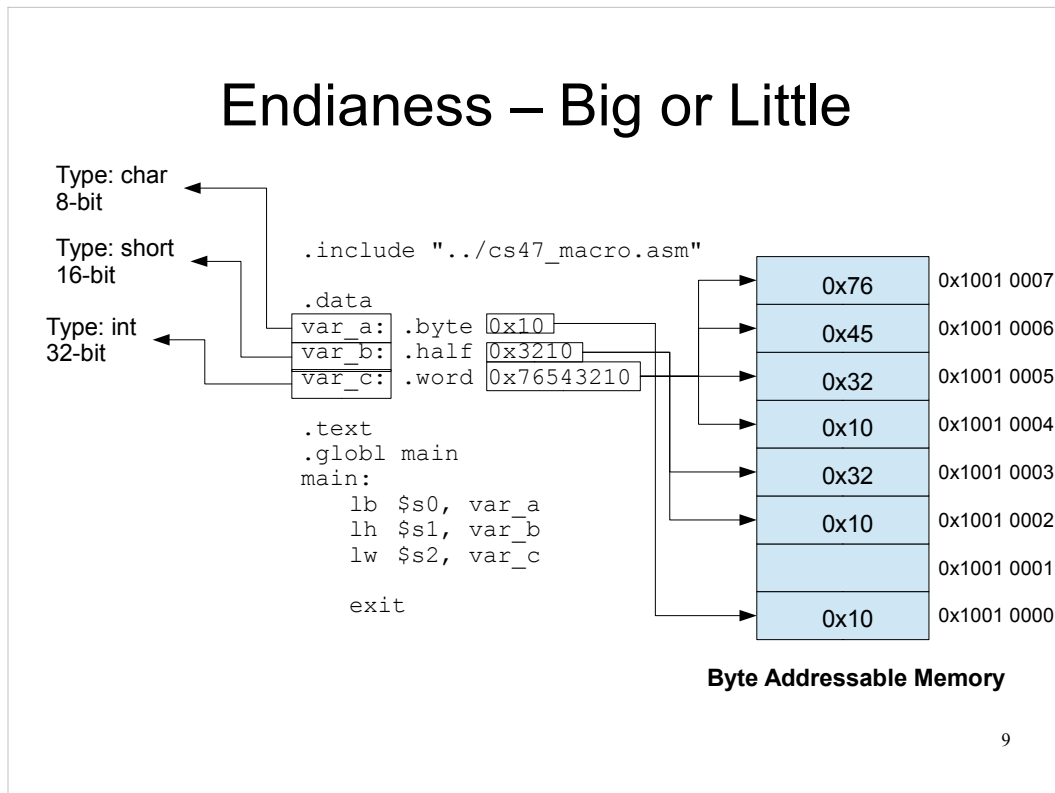 Endianess – Big or Little
Type: char
8-bit
Type: short
16-bit
Type: int
32-bit
.include "../cs47_macro.asm"
.data
var_a: .byte 0x10
var_b: .half 0x3210
var_c: .word 0x76543210
.text
.globl main
main:
lb $s0, var_a
lh $s1, var_b
lw $s2, var_c
exit
0x76 0x1001 0007
0x45 0x1001 0006
0x32 0x1001 0005
0x10 0x1001 0004
0x32 0x1001 0003
0x10 0x1001 0002
0x1001 0001
0x10 0x1001 0000
Byte Addressable Memory
9